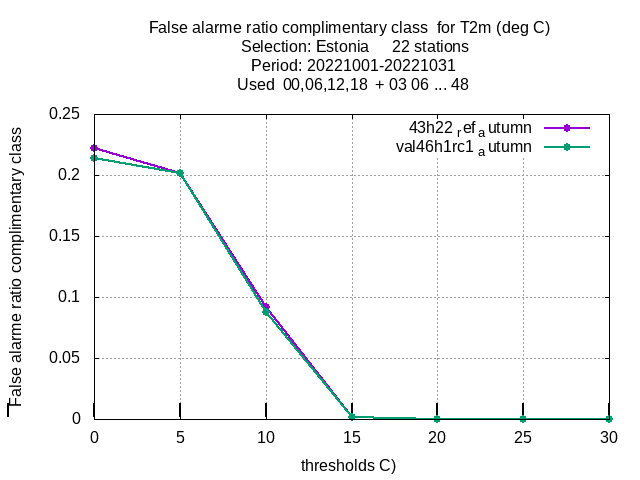 False alarme ratio complimentary class  for T2m (deg C)
Selection: Estonia     22 stations
Period: 20221001-20221031
Used  00,06,12,18  + 03 06 ... 48
43h22 ref autumn
val46h1rc1 autumn
False alarme ratio complimentary class
0.25
0.2
0.15
0.1
0.05
0
0 5 10 15 20 25 30
thresholds C)